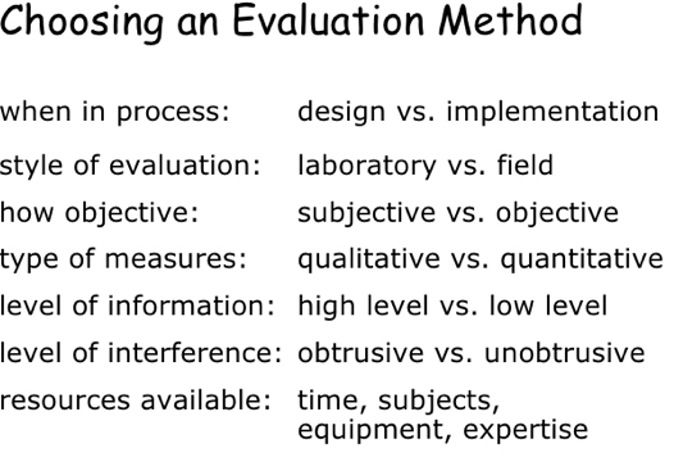 Choosing an Evaluation Method
when in process: design vs. implementation
style of evaluation: laboratory vs. field
how objective: subjective vs. objective
type of measures: qualitative vs. quantitative
level of information: high level vs. low level
level of interference: obtrusive vs. unobtrusive
resources available: time, subjects,
equipment, expertise